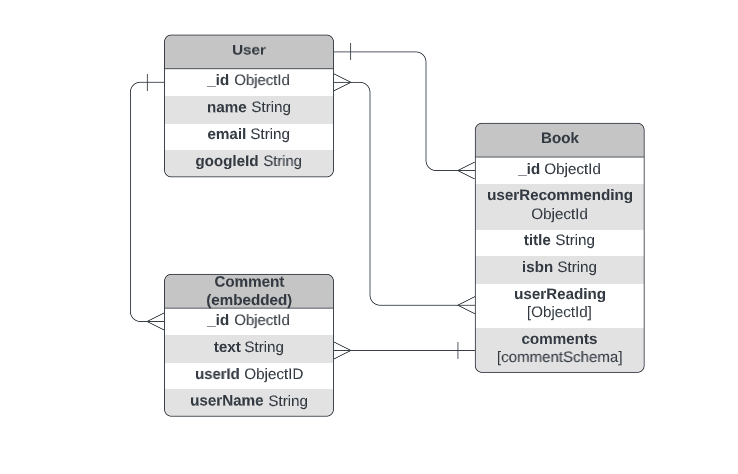 User
_id ObjectId
name String
email String
googleId String
Book
_id ObjectId
userRecommending
ObjectId
title String
isbn String
userReading
[ObjectId]
comments
[commentSchema]
Comment
(embedded)
_id ObjectId
text String
userId ObjectID
userName String